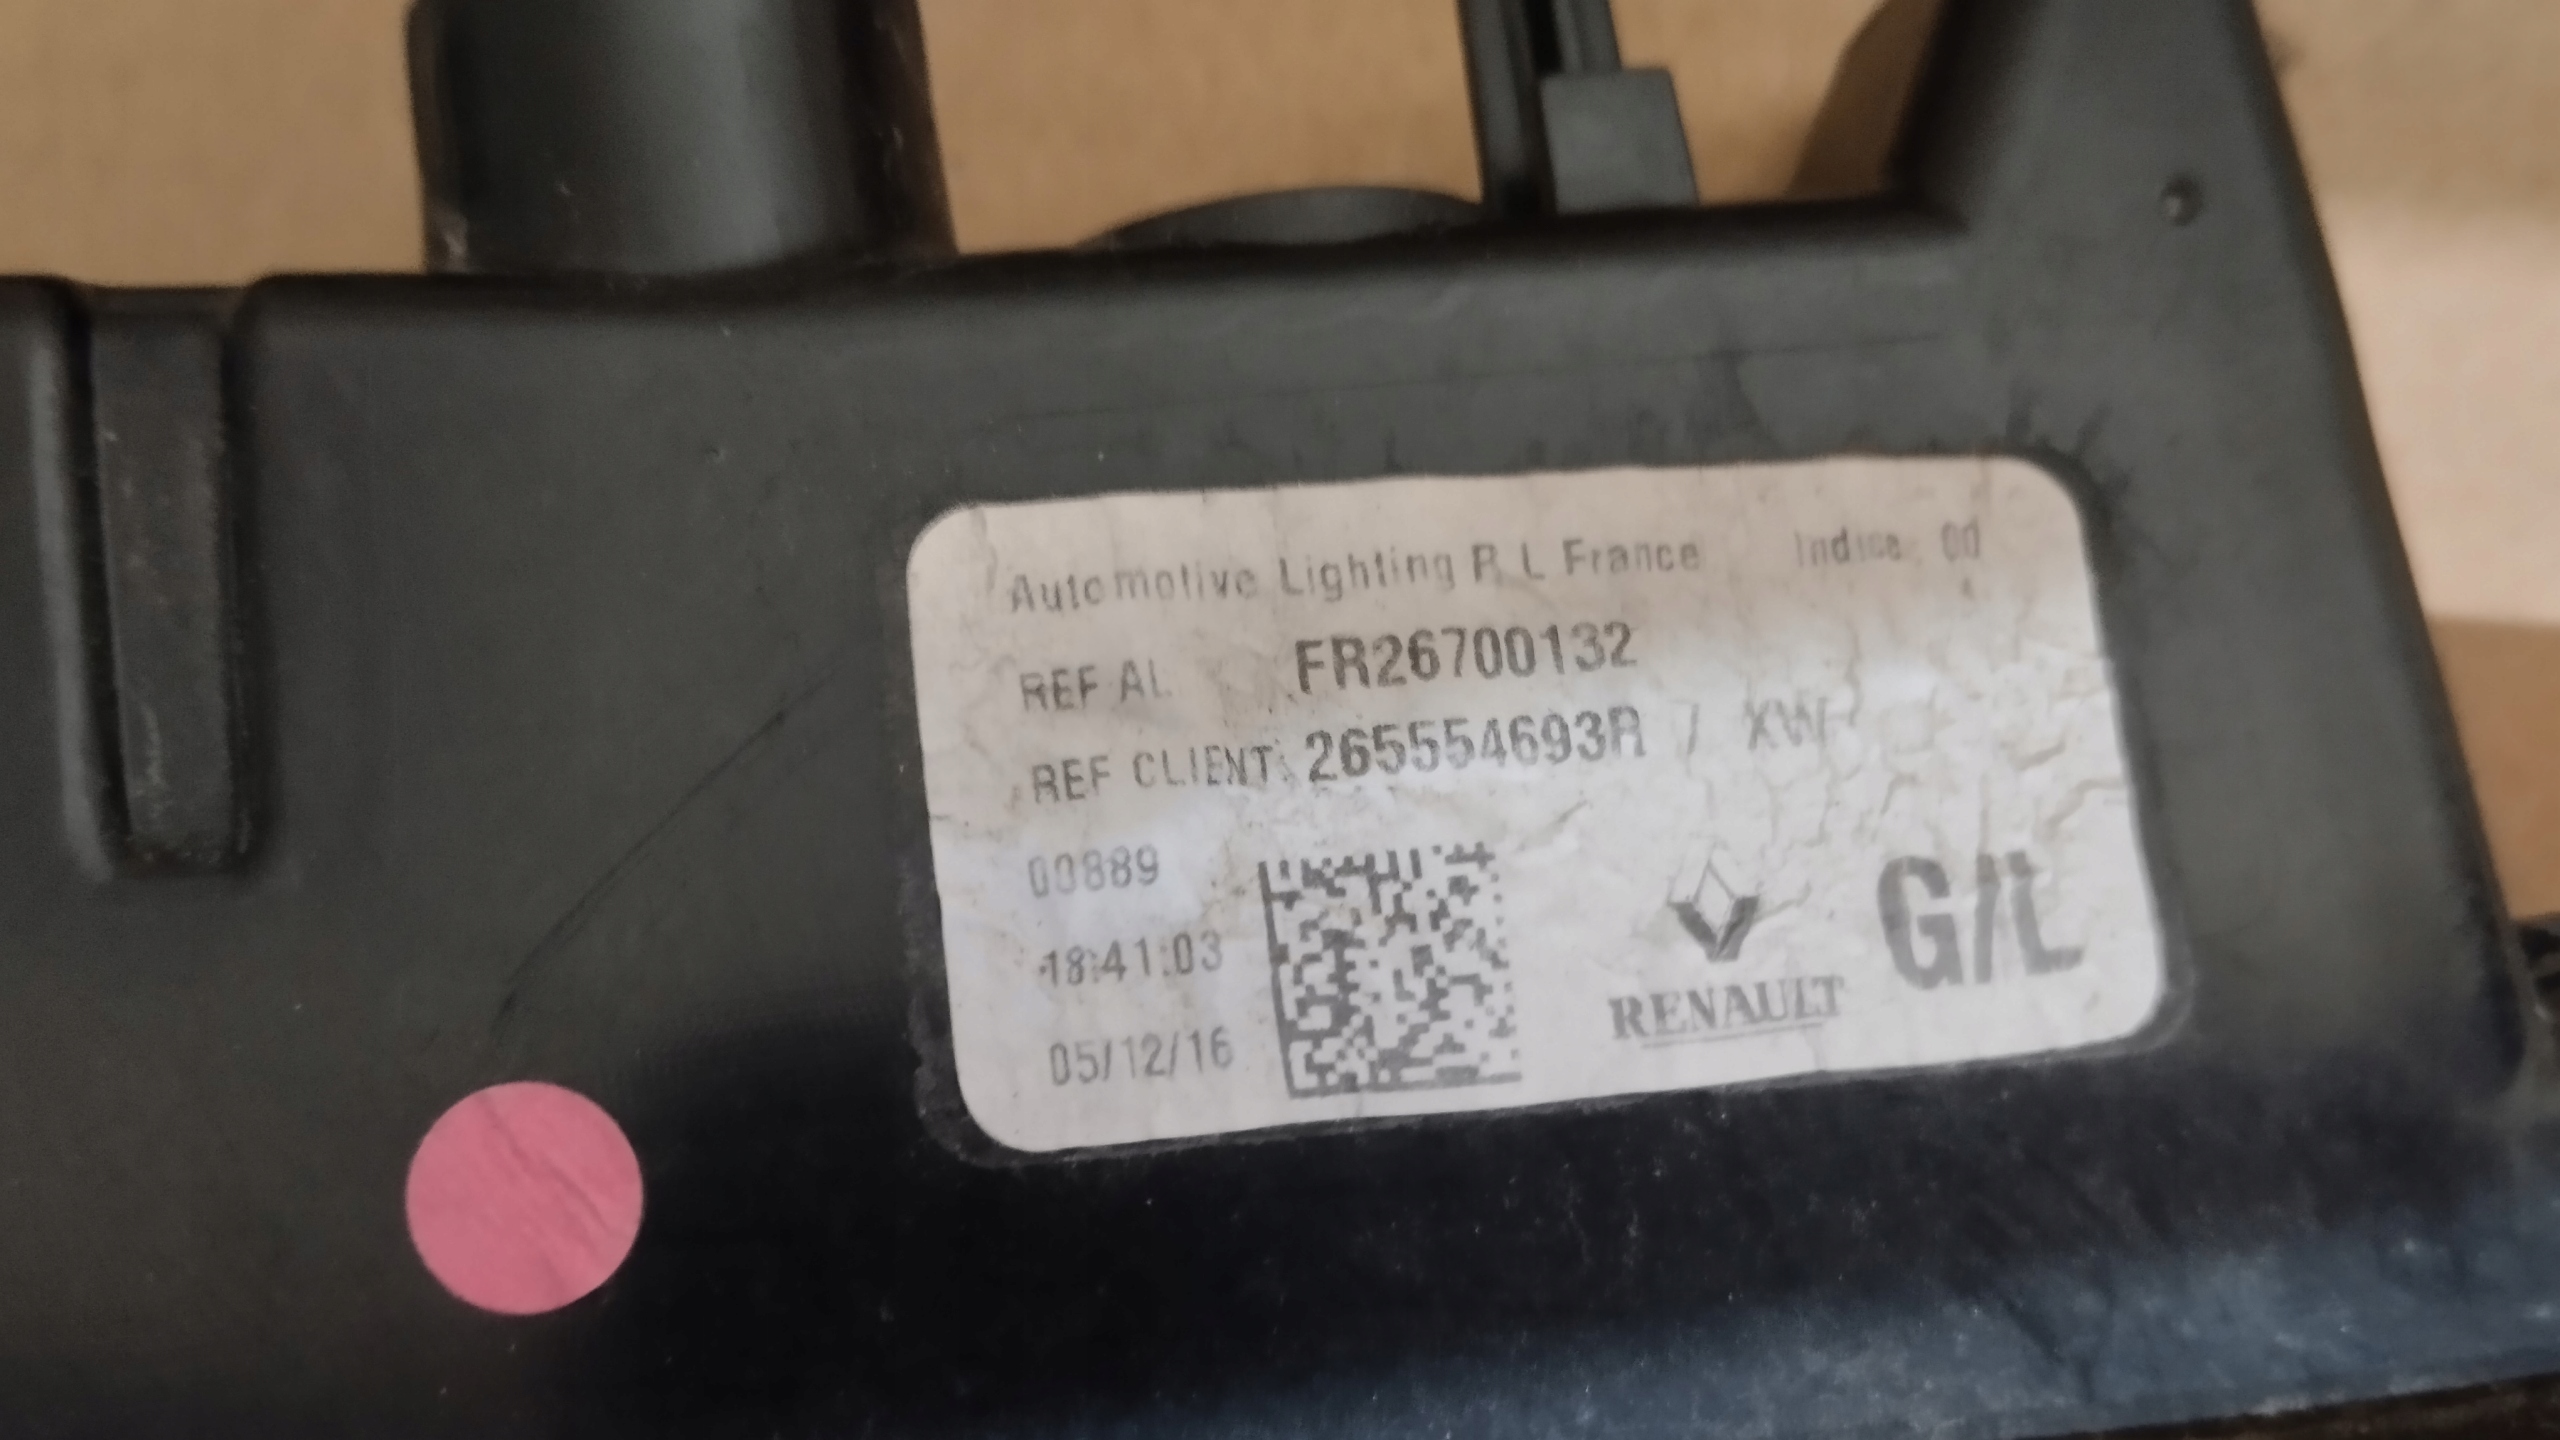 Automotive Lighting R L France Indice 00
REF AL FR26700132
REF CLIENT: 265554693R / XW
00889
18:41:03
05/12/16
RENAULT
G/L